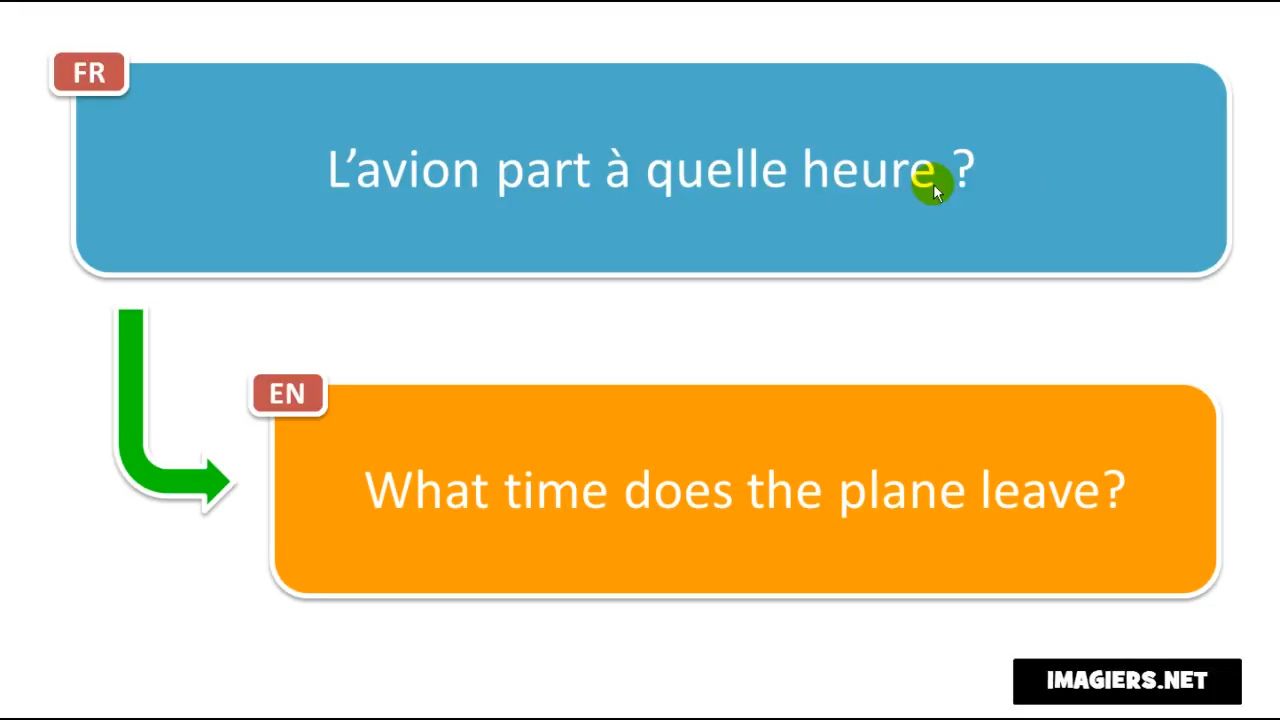 FR
L’avion part à quelle heure ?
EN
What time does the plane leave?
IMAGIERS.NET